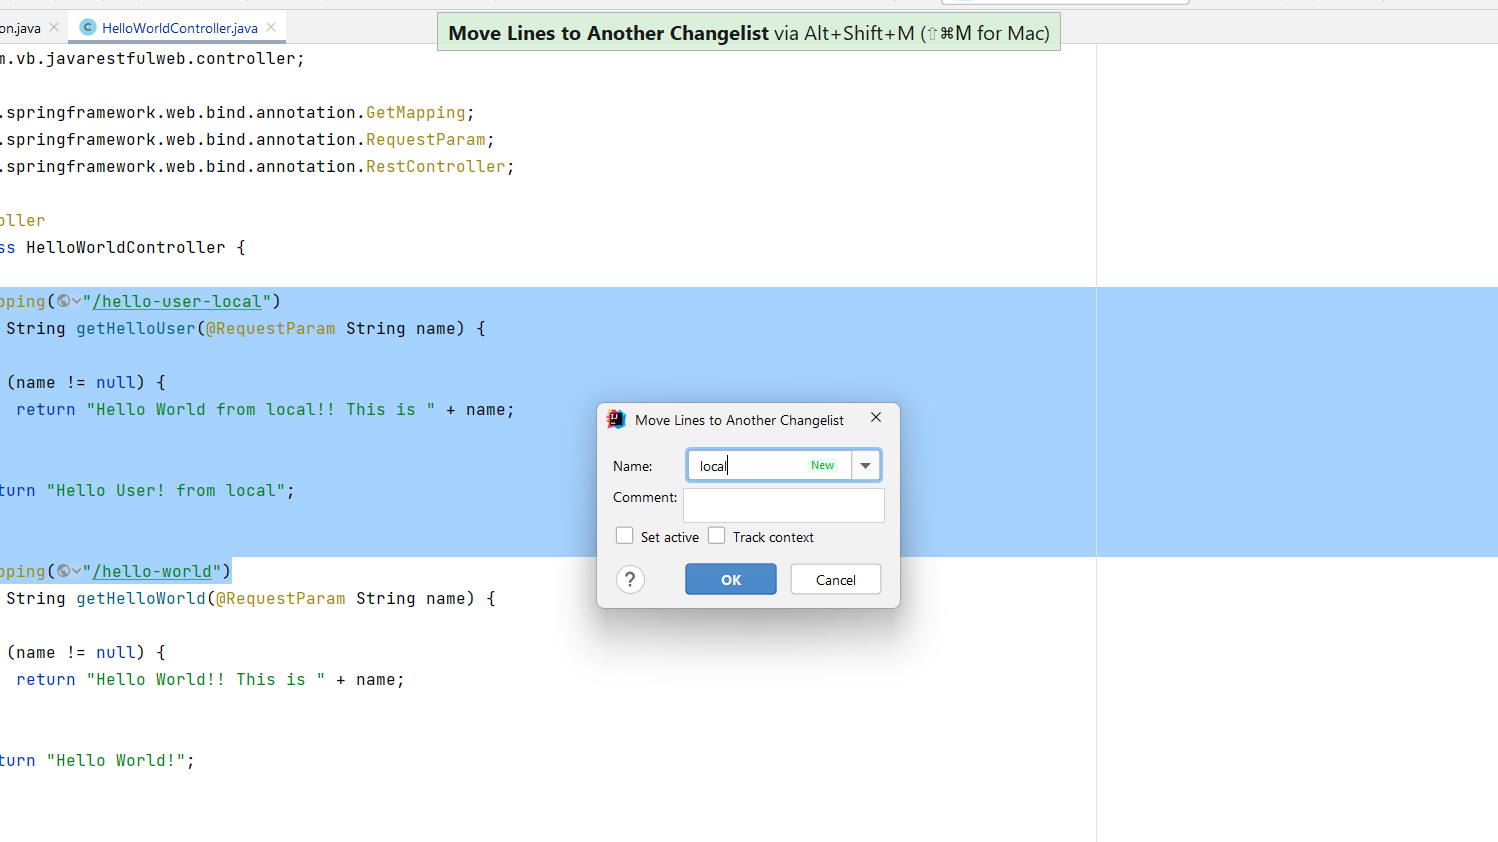 on.java
C HelloWorldController.java
Move Lines to Another Changelist via Alt+Shift+M (⇧⌘M for Mac)
m.vb.javarestfulweb.controller;
.springframework.web.bind.annotation.GetMapping;
.springframework.web.bind.annotation.RequestParam;
.springframework.web.bind.annotation.RestController;
oller
ss HelloWorldController {
pping("/hello-user-local")
String getHelloUser(@RequestParam String name) {
(name != null) {
return "Hello World from local!! This is " + name;
turn "Hello User! from local";
pping("/hello-world")
String getHelloWorld(@RequestParam String name) {
(name != null) {
return "Hello World!! This is " + name;
turn "Hello World!";
IJ Move Lines to Another Changelist
Name: local New
Comment:
Set active Track context
? OK Cancel